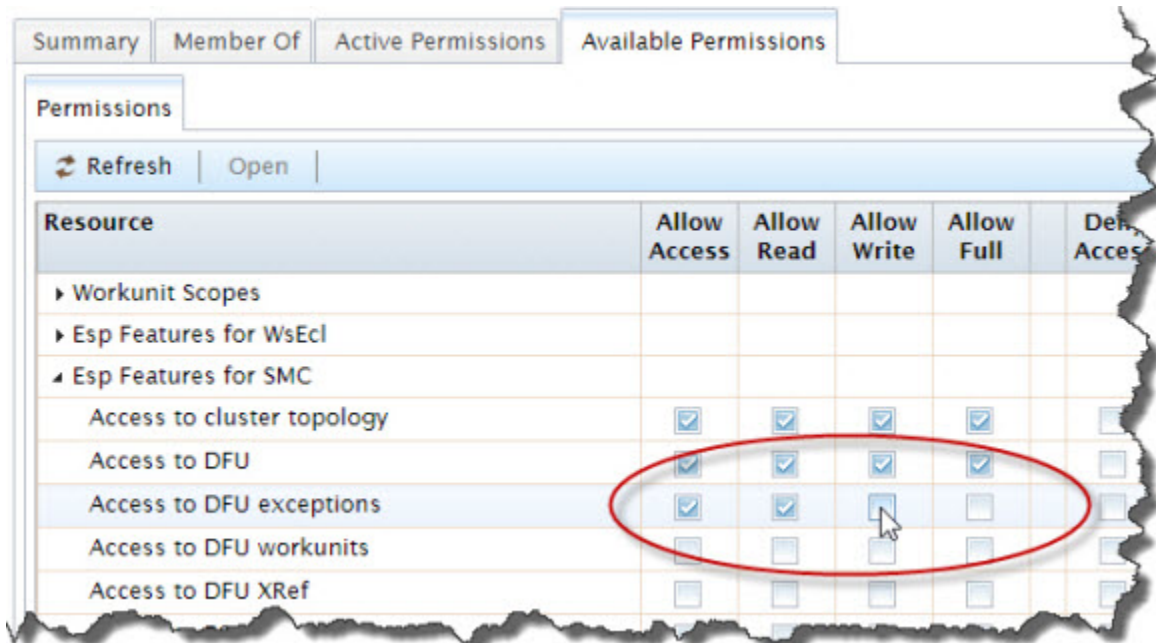 Summary Member Of Active Permissions Available Permissions
Permissions
Refresh Open
Resource Allow Access Allow Read Allow Write Allow Full
Workunit Scopes
Esp Features for WsEcl
Esp Features for SMC
Access to cluster topology
Access to DFU
Access to DFU exceptions
Access to DFU workunits
Access to DFU XRef